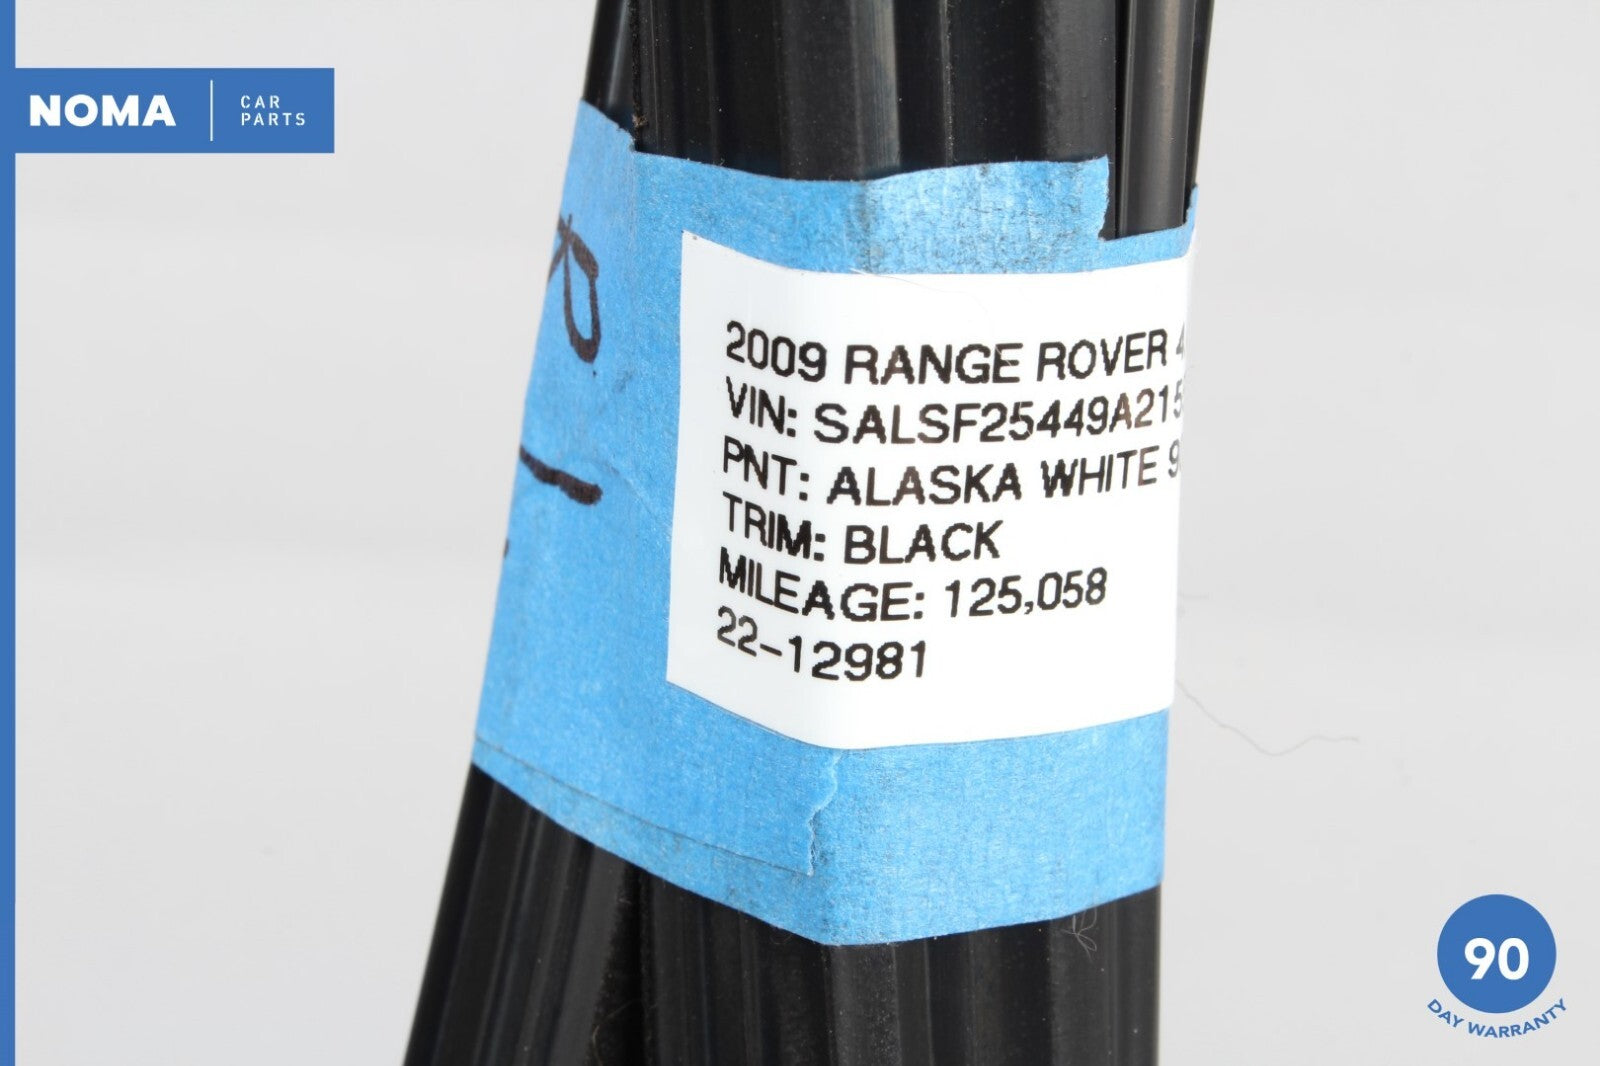 NOMA
CAR
PARTS
2009 RANGE ROVER
VIN: SALSF25449A215
PNT: ALASKA WHITE
TRIM: BLACK
MILEAGE: 125,058
22-12981
90
DAY WARRANTY